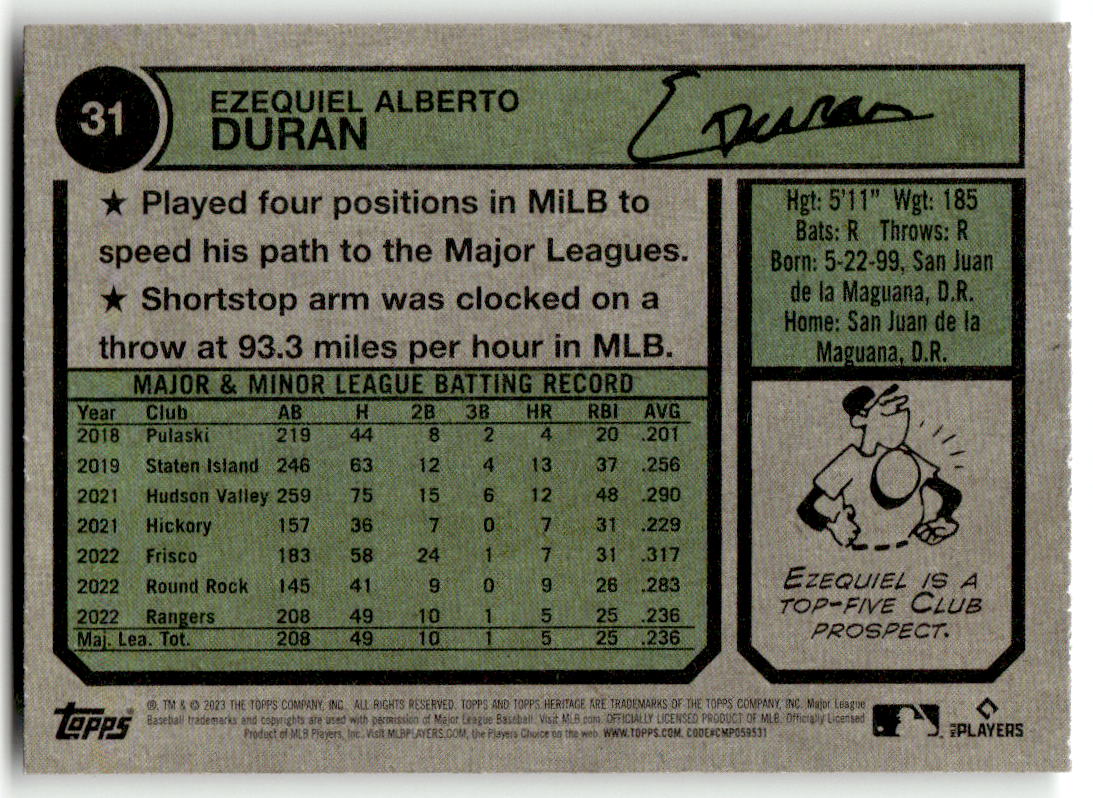 31
EZEQUIEL ALBERTO
DURAN
E Duran
★ Played four positions in MiLB to
speed his path to the Major Leagues.
★ Shortstop arm was clocked on a
throw at 93.3 miles per hour in MLB.
Hgt: 5'11" Wgt: 185
Bats: R Throws: R
Born: 5-22-99, San Juan
de la Maguana, D.R.
Home: San Juan de la
Maguana, D.R.
MAJOR & MINOR LEAGUE BATTING RECORD
Year Club AB H 2B 3B HR RBI AVG
2018 Pulaski 219 44 8 2 4 20 .201
2019 Staten Island 246 63 12 4 13 37 .256
2021 Hudson Valley 259 75 15 6 12 48 .290
2021 Hickory 157 36 7 0 7 31 .229
2022 Frisco 183 58 24 1 7 31 .317
2022 Round Rock 145 41 9 0 9 26 .283
2022 Rangers 208 49 10 1 5 25 .236
Maj. Lea. Tot. 208 49 10 1 5 25 .236
EZEQUIEL IS A
TOP-FIVE CLUB
PROSPECT.
topps
®, TM & © 2023 THE TOPPS COMPANY, INC. ALL RIGHTS RESERVED. TOPPS AND TOPPS HERITAGE ARE TRADEMARKS OF THE TOPPS COMPANY, INC. Major League
Baseball trademarks and copyrights are used with permission of Major League Baseball. Visit MLB.com. OFFICIALLY LICENSED PRODUCT OF MLB. Officially Licensed
Product of MLB Players, Inc. Visit MLBPLAYERS.COM, the Players Choice on the web. WWW.TOPPS.COM. CODE#CMP059531
MLB PLAYERS